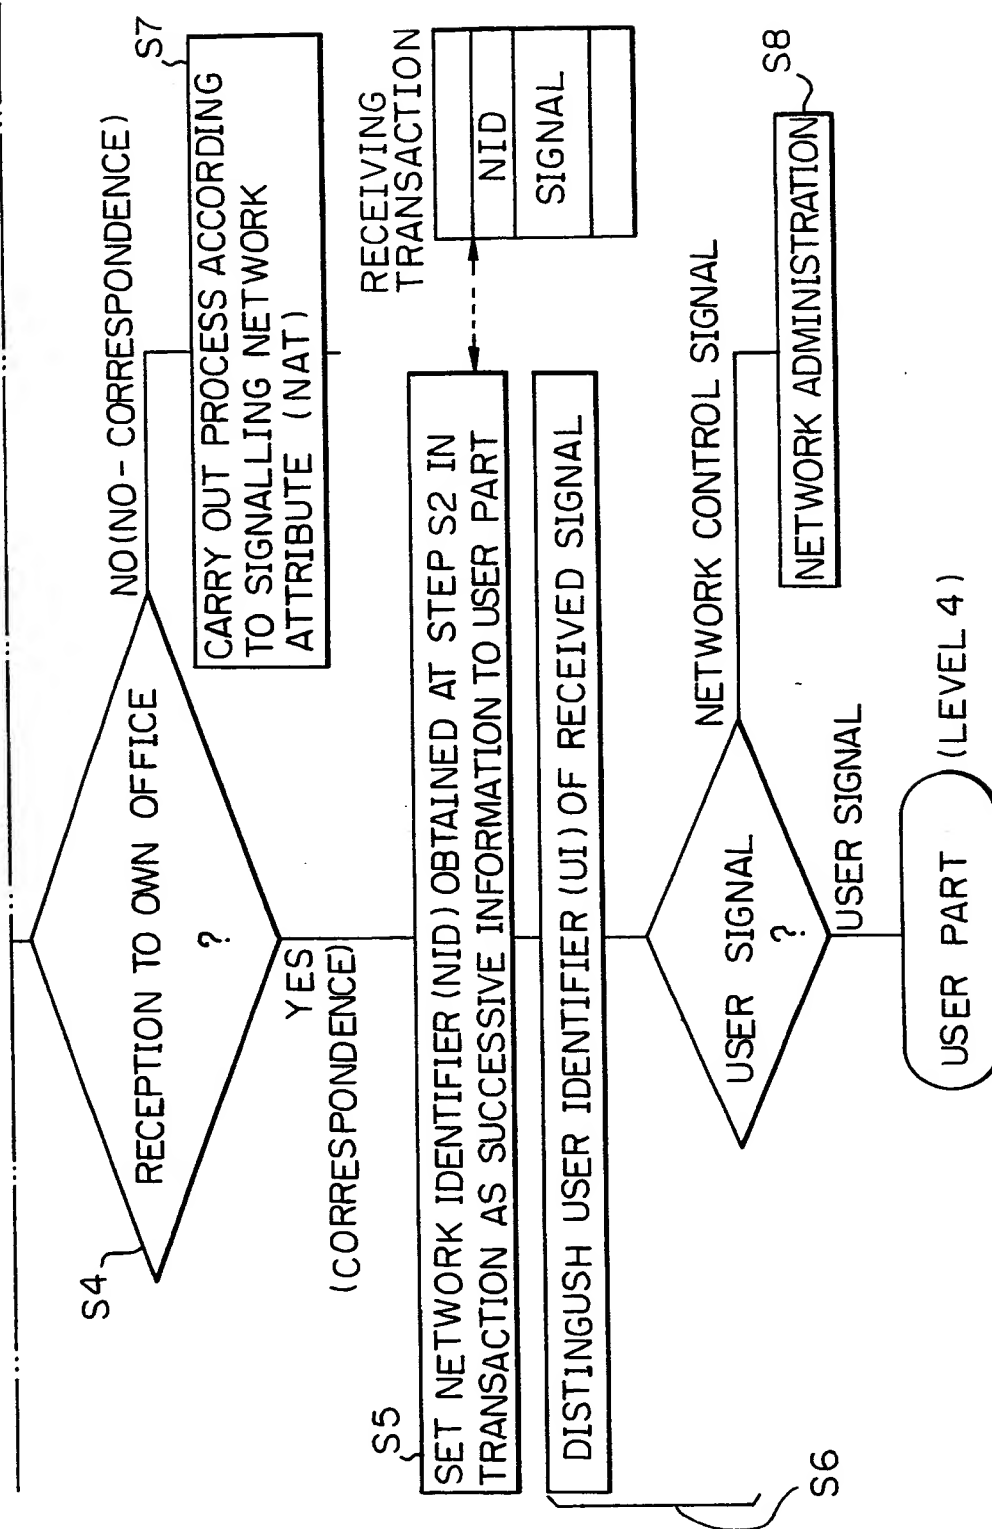 S4
RECEPTION TO OWN OFFICE
?
NO(NO-CORRESPONDENCE)
S7
CARRY OUT PROCESS ACCORDING
TO SIGNALLING NETWORK
ATTRIBUTE (NAT)
YES
(CORRESPONDENCE)
RECEIVING
TRANSACTION
NID
SIGNAL
S5
SET NETWORK IDENTIFIER (NID) OBTAINED AT STEP S2 IN
TRANSACTION AS SUCCESSIVE INFORMATION TO USER PART
DISTINGUSH USER IDENTIFIER (UI) OF RECEIVED SIGNAL
S6
USER SIGNAL
?
NETWORK CONTROL SIGNAL
S8
NETWORK ADMINISTRATION
USER SIGNAL
USER PART
(LEVEL 4)